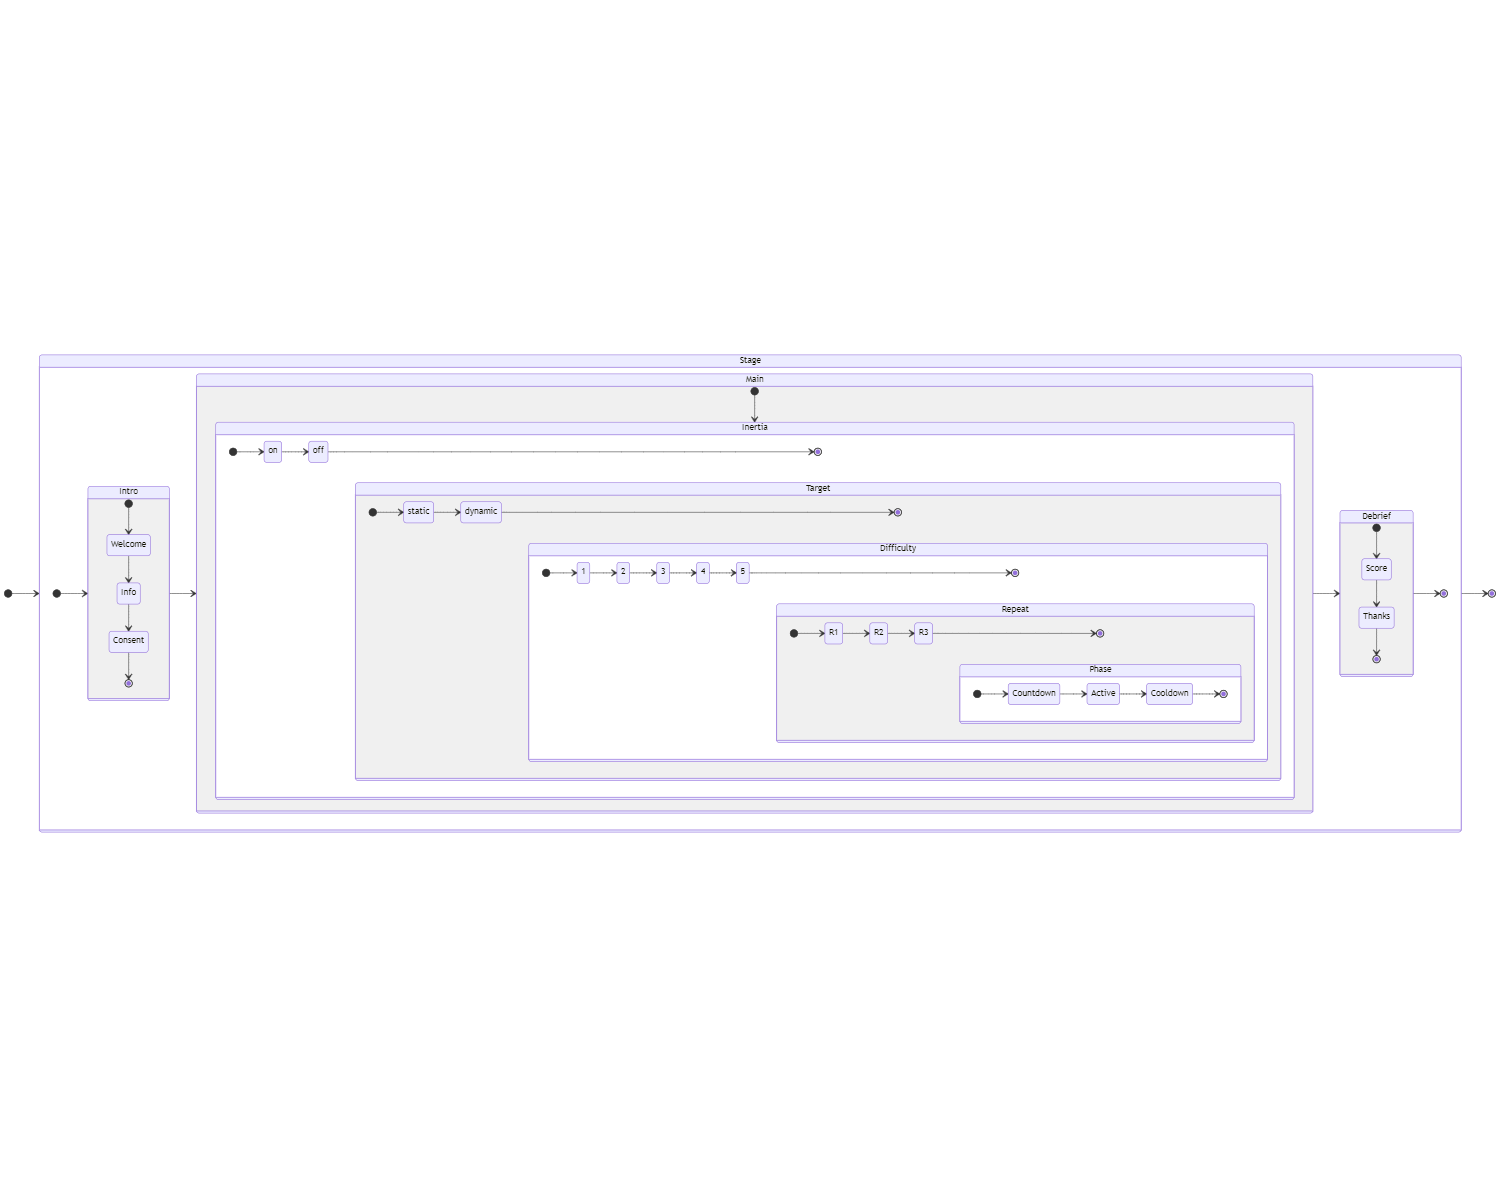 Stage
Main
Inertia
on
off
Intro
Target
static
dynamic
Debrief
Welcome
Difficulty
Score
1
2
3
4
5
Info
Repeat
Thanks
R1
R2
R3
Consent
Phase
Countdown
Active
Cooldown